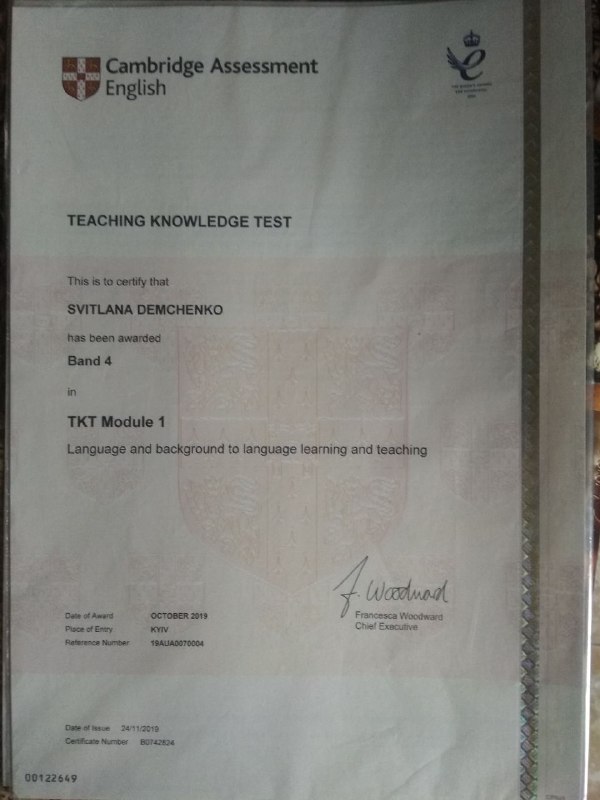 Cambridge Assessment
English
TEACHING KNOWLEDGE TEST
This is to certify that
SVITLANA DEMCHENKO
has been awarded
Band 4
in
TKT Module 1
Language and background to language learning and teaching
F. Woodward
Francesca Woodward
Chief Executive
Date of Award OCTOBER 2019
Place of Entry KYIV
Reference Number 19AUA0070004
Date of Issue 24/11/2019
Certificate Number B0742824
00122649